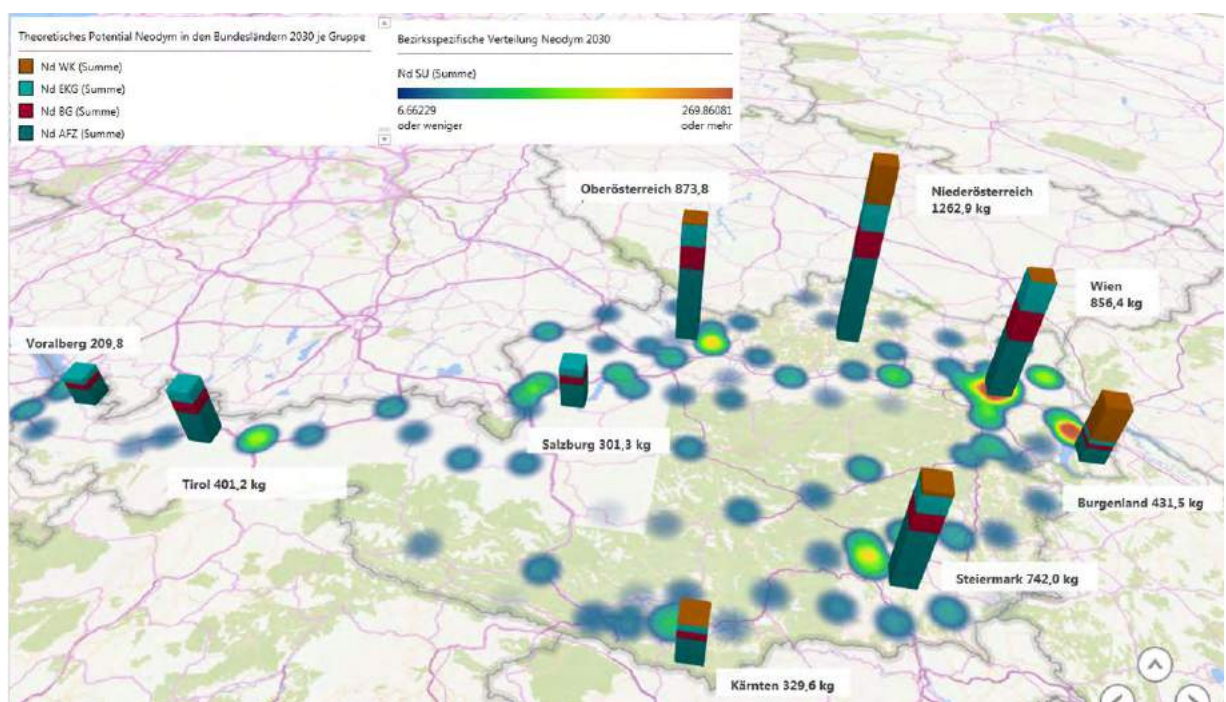 Theoretisches Potential Neodym in den Bundesländern 2030 je Gruppe
Nd WK (Summe)
Nd EKG (Summe)
Nd BG (Summe)
Nd AFZ (Summe)
Bezirksspezifische Verteilung Neodym 2030
Nd SU (Summe)
6.66229
oder weniger
269.86081
oder mehr
Oberösterreich 873,8
Niederösterreich
1262,9 kg
Wien
856,4 kg
Voralberg 209,8
Salzburg 301,3 kg
Tirol 401,2 kg
Burgenland 431,5 kg
Steiermark 742,0 kg
Kärnten 329,6 kg